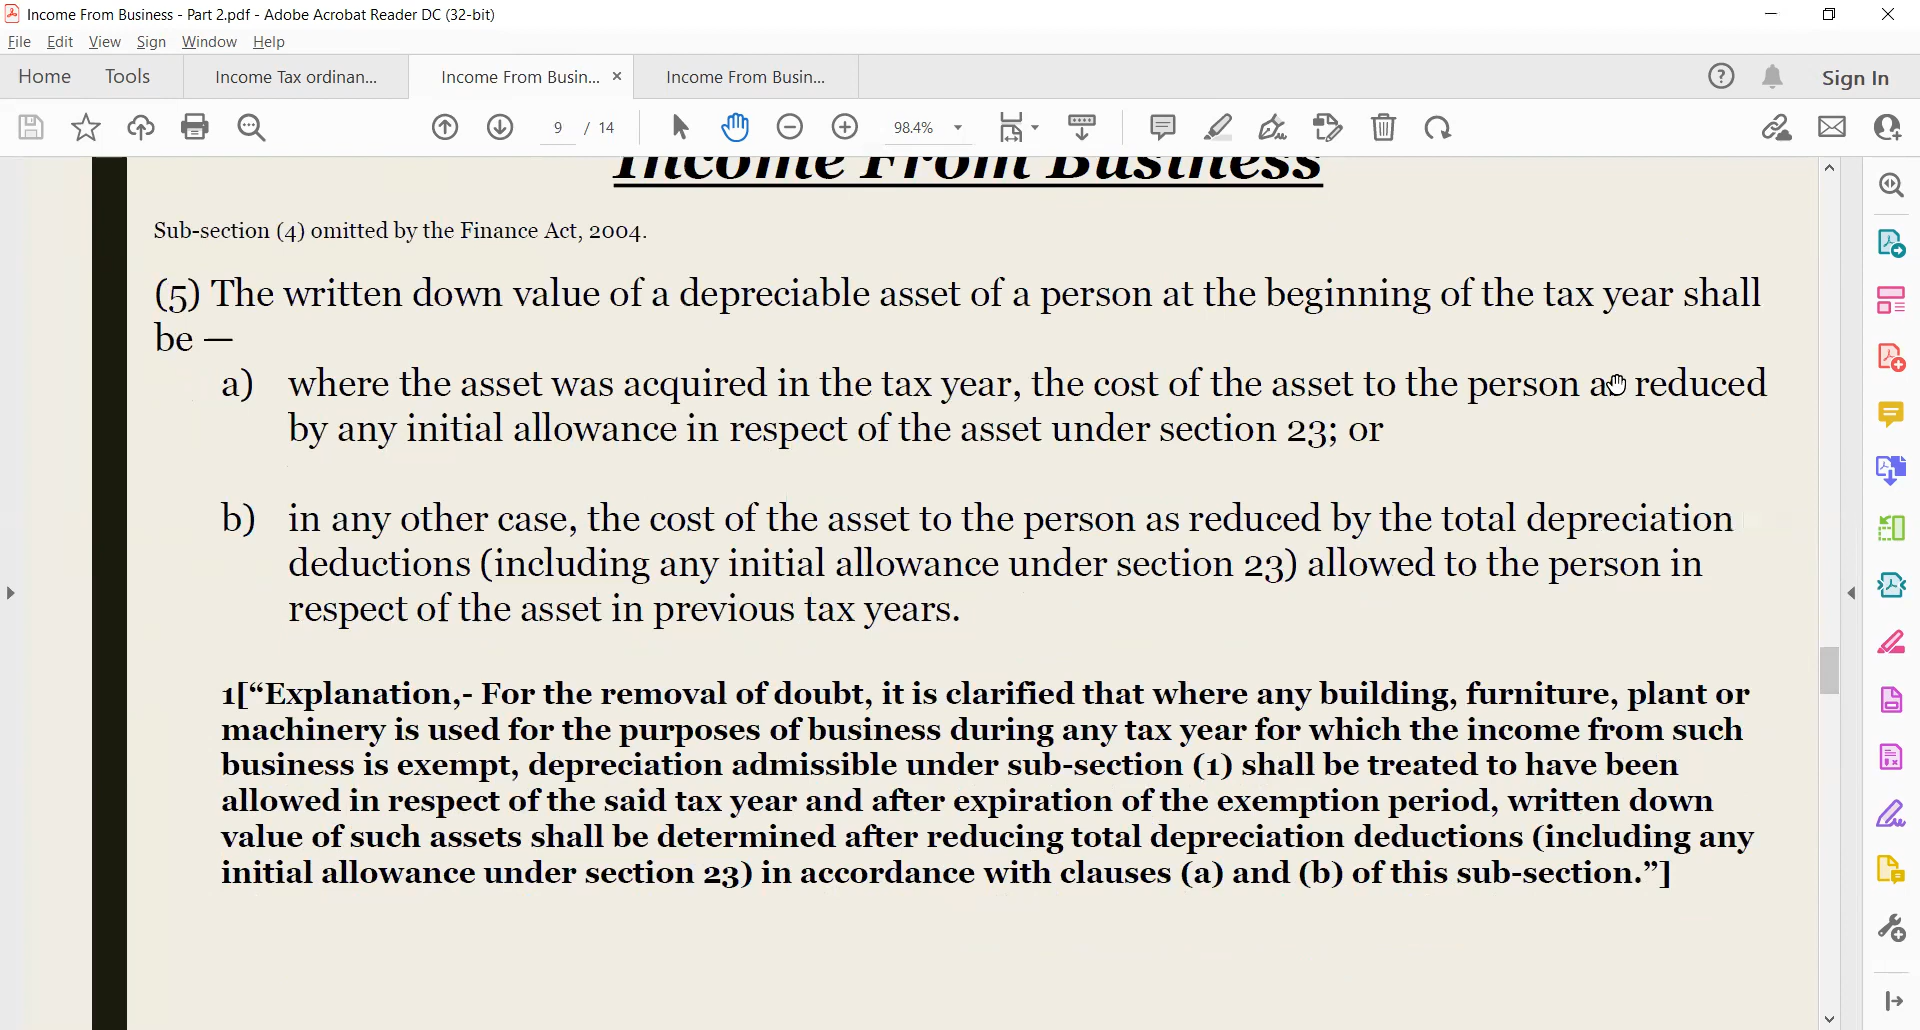 Income From Business - Part 2.pdf - Adobe Acrobat Reader DC (32-bit)
File Edit View Sign Window Help
Home Tools Income Tax ordinan... Income From Busin... Income From Busin... Sign In
9 / 14 98.4%
Income From Business
Sub-section (4) omitted by the Finance Act, 2004.
(5) The written down value of a depreciable asset of a person at the beginning of the tax year shall
be —
a) where the asset was acquired in the tax year, the cost of the asset to the person as reduced
by any initial allowance in respect of the asset under section 23; or
b) in any other case, the cost of the asset to the person as reduced by the total depreciation
deductions (including any initial allowance under section 23) allowed to the person in
respect of the asset in previous tax years.
1[“Explanation,- For the removal of doubt, it is clarified that where any building, furniture, plant or
machinery is used for the purposes of business during any tax year for which the income from such
business is exempt, depreciation admissible under sub-section (1) shall be treated to have been
allowed in respect of the said tax year and after expiration of the exemption period, written down
value of such assets shall be determined after reducing total depreciation deductions (including any
initial allowance under section 23) in accordance with clauses (a) and (b) of this sub-section.”]